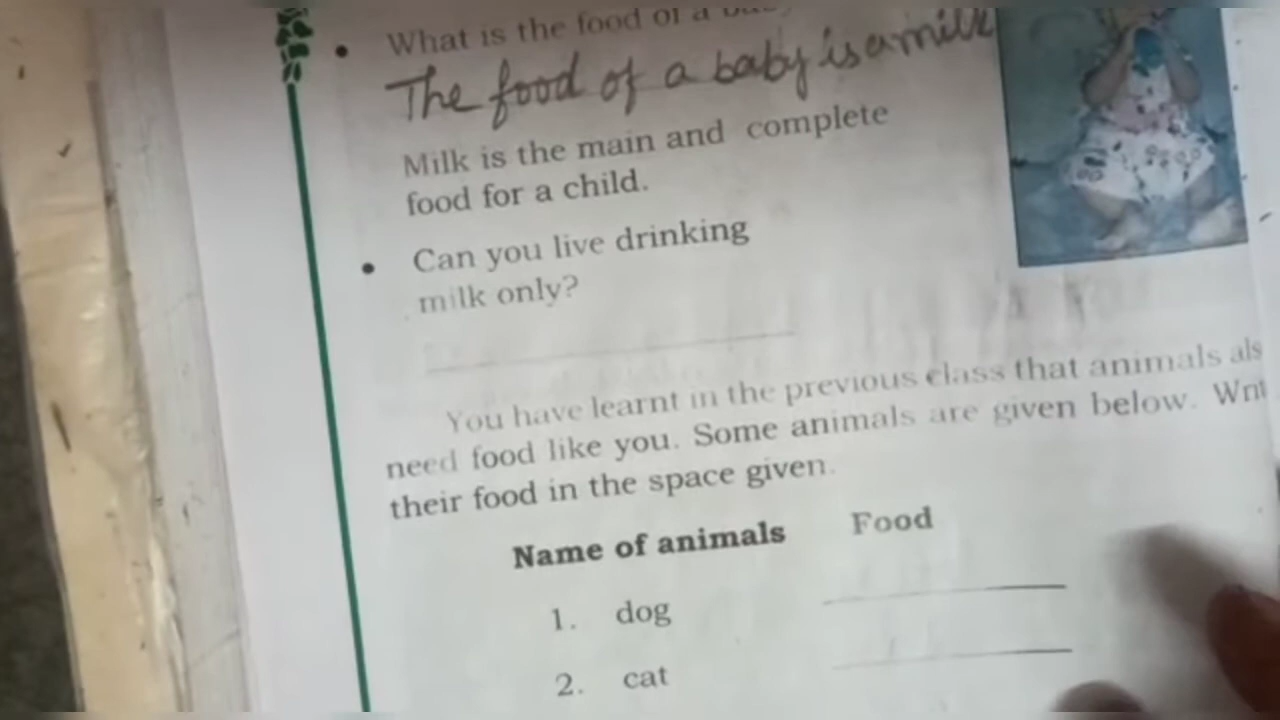 What is the food of a
The food of a baby is a milk
Milk is the main and complete
food for a child.
Can you live drinking
milk only?
You have learnt in the previous class that animals als
need food like you. Some animals are given below.
their food in the space given.
Name of animals Food
1. dog
2. cat